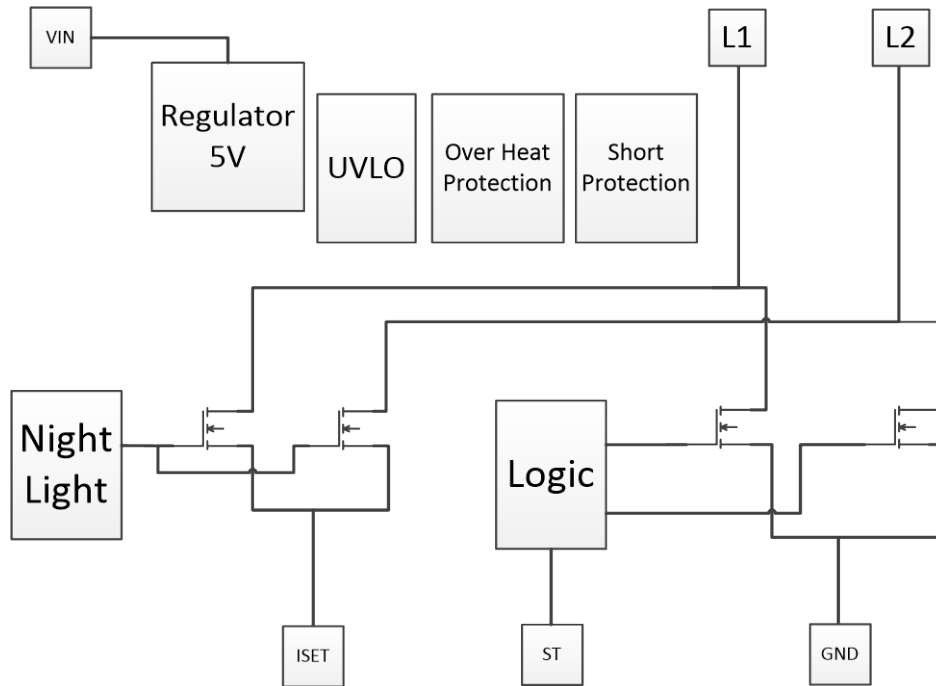 VIN
L1
L2
Regulator
5V
UVLO
Over Heat
Protection
Short
Protection
Night
Light
Logic
ISET
ST
GND